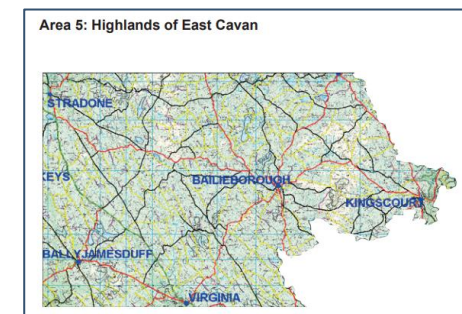 Area 5: Highlands of East Cavan
STRADONE
KEYS
BAILIEBOROUGH
KINGSCOURT
BALLYJAMESDUFF
VIRGINIA